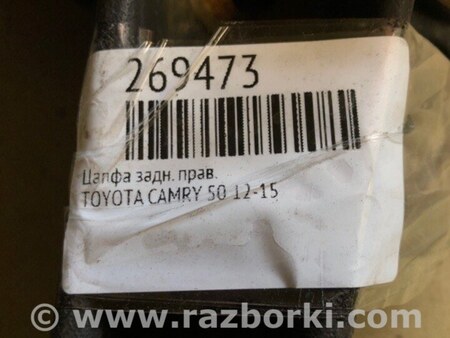 269473
Цапфа задн. прав.
TOYOTA CAMRY 50 12-15
© www.razborki.com